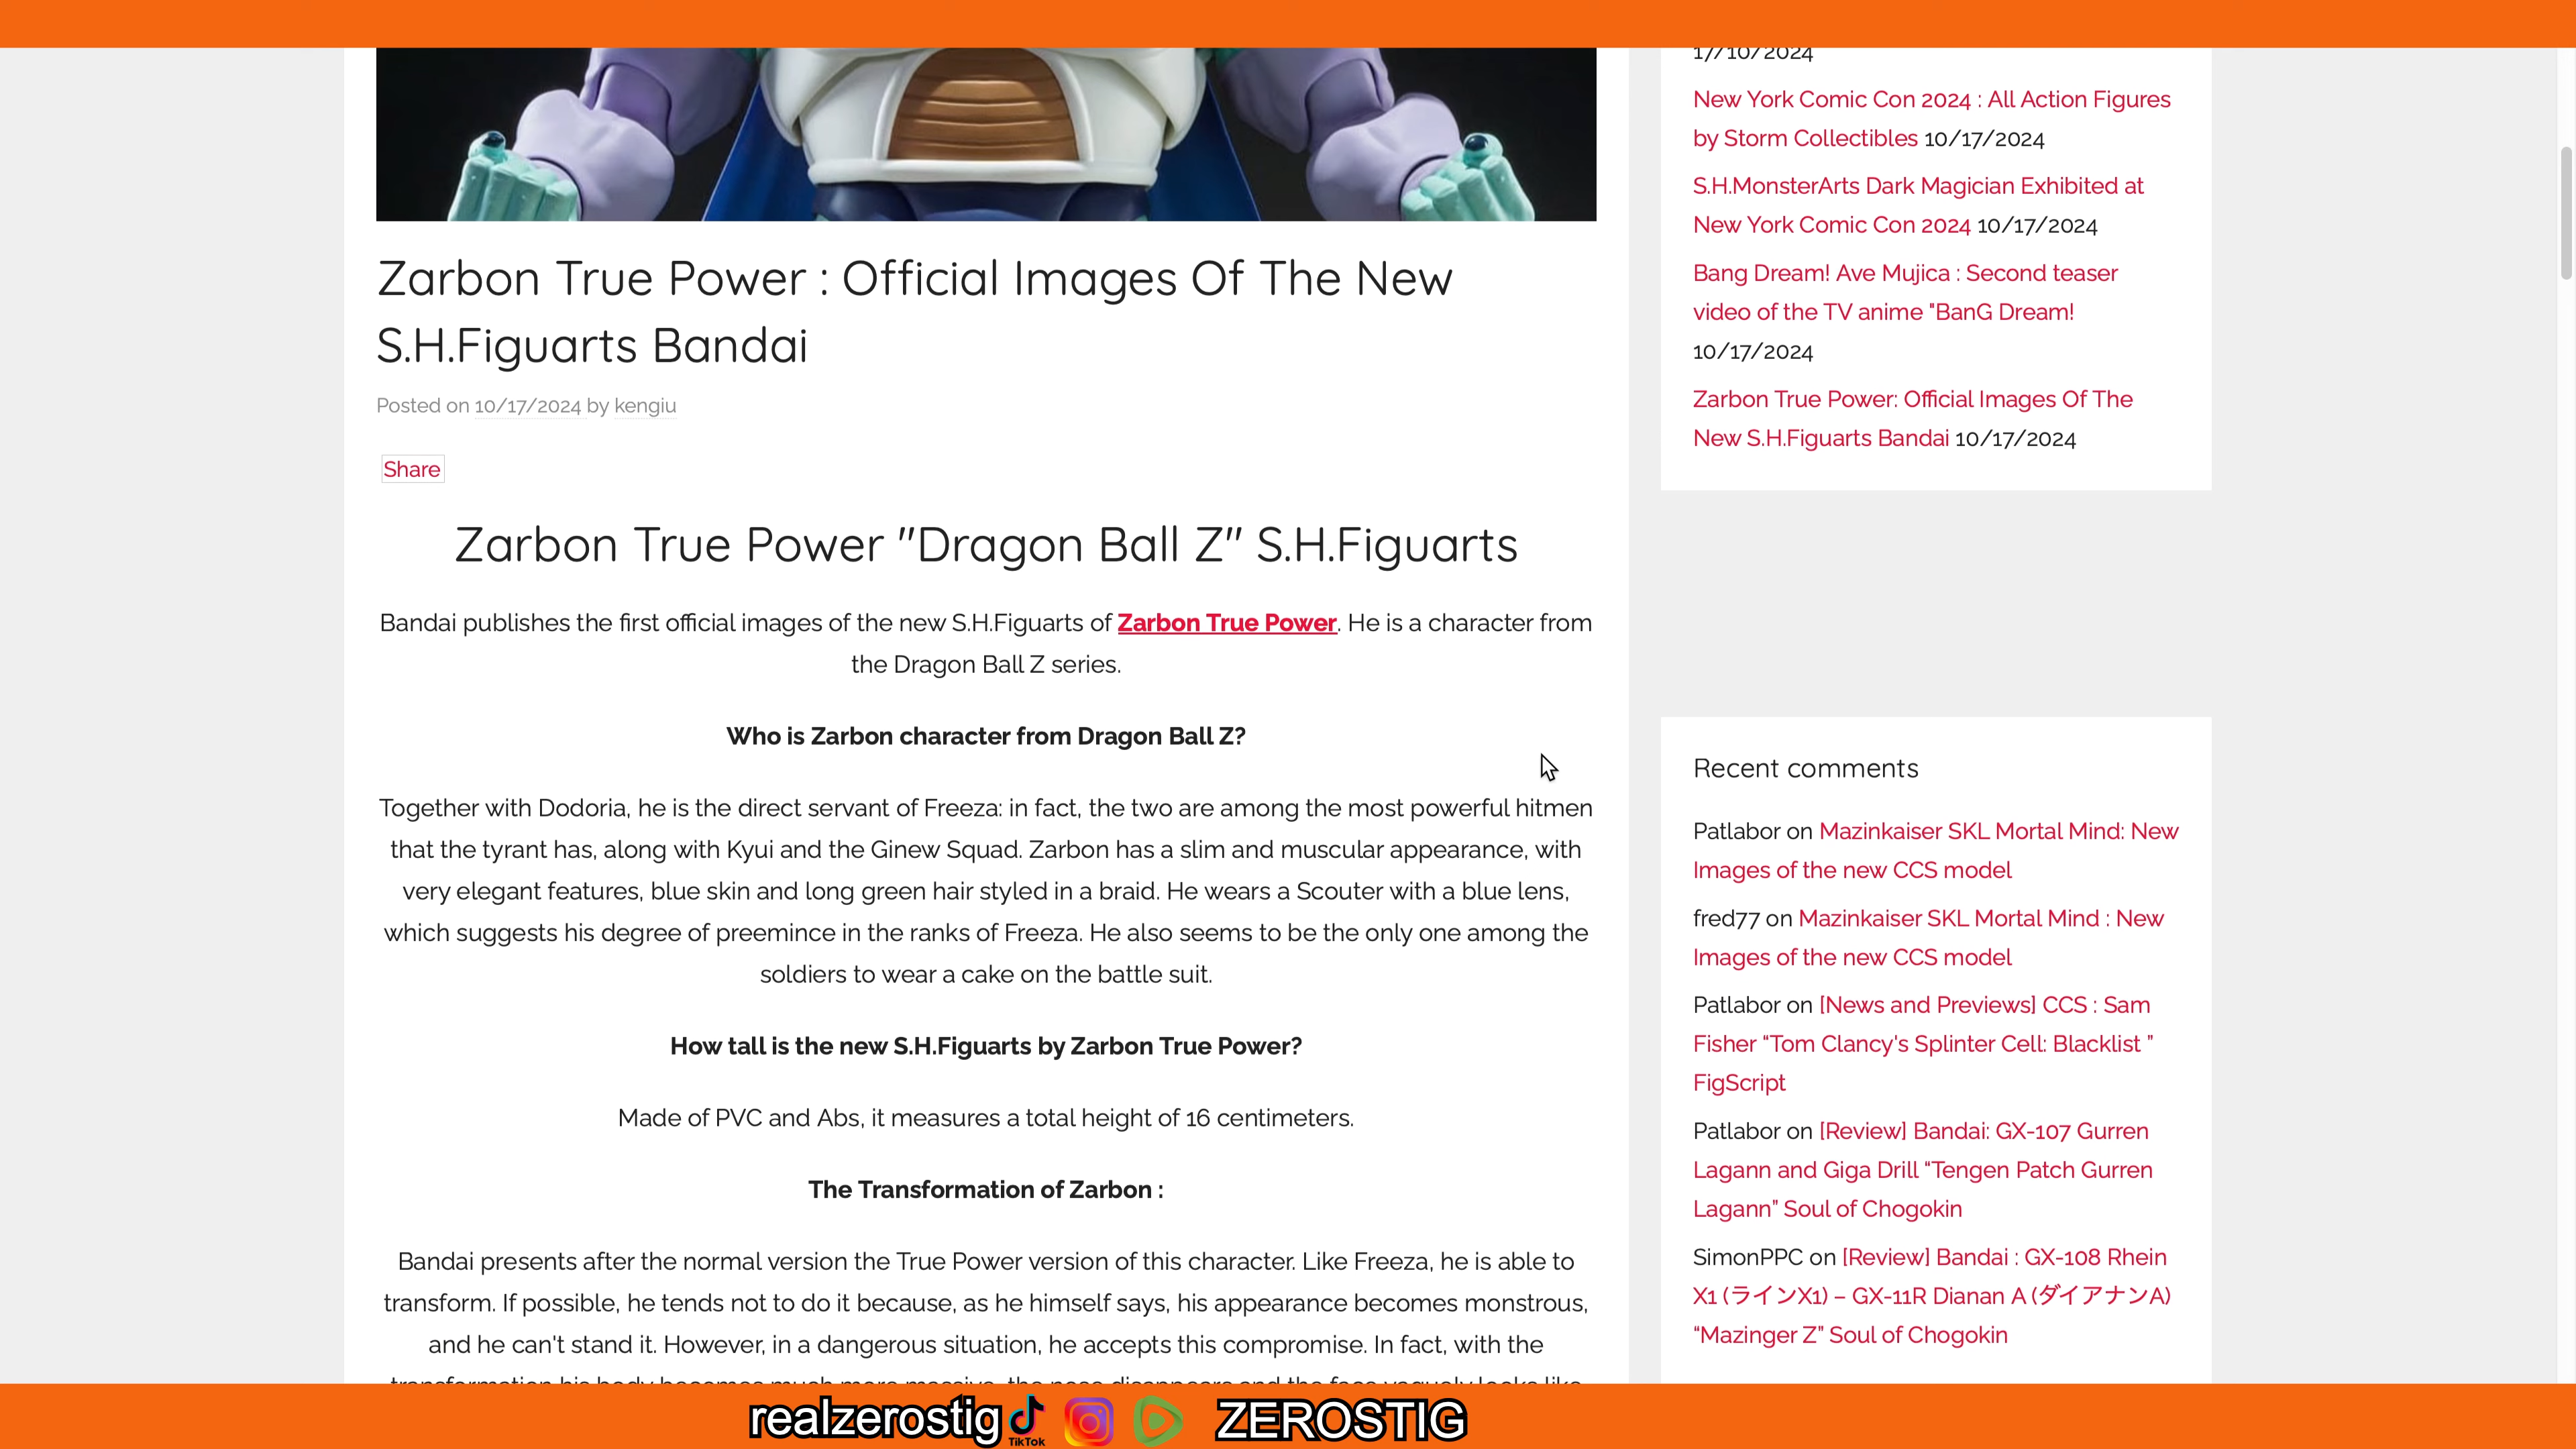 Zarbon True Power : Official Images Of The New
S.H.Figuarts Bandai
Posted on 10/17/2024 by kengiu
Share
Zarbon True Power "Dragon Ball Z" S.H.Figuarts
Bandai publishes the first official images of the new S.H.Figuarts of Zarbon True Power. He is a character from
the Dragon Ball Z series.
Who is Zarbon character from Dragon Ball Z?
Together with Dodoria, he is the direct servant of Freeza: in fact, the two are among the most powerful hitmen
that the tyrant has, along with Kyui and the Ginew Squad. Zarbon has a slim and muscular appearance, with
very elegant features, blue skin and long green hair styled in a braid. He wears a Scouter with a blue lens,
which suggests his degree of preemince in the ranks of Freeza. He also seems to be the only one among the
soldiers to wear a cake on the battle suit.
How tall is the new S.H.Figuarts by Zarbon True Power?
Made of PVC and Abs, it measures a total height of 16 centimeters.
The Transformation of Zarbon :
Bandai presents after the normal version the True Power version of this character. Like Freeza, he is able to
transform. If possible, he tends not to do it because, as he himself says, his appearance becomes monstrous,
and he can't stand it. However, in a dangerous situation, he accepts this compromise. In fact, with the
transformation his body becomes much more massive, the nose disappears and the face vaguely looks like
17/10/2024
New York Comic Con 2024 : All Action Figures
by Storm Collectibles 10/17/2024
S.H.MonsterArts Dark Magician Exhibited at
New York Comic Con 2024 10/17/2024
Bang Dream! Ave Mujica : Second teaser
video of the TV anime "BanG Dream!
10/17/2024
Zarbon True Power: Official Images Of The
New S.H.Figuarts Bandai 10/17/2024
Recent comments
Patlabor on Mazinkaiser SKL Mortal Mind: New
Images of the new CCS model
fred77 on Mazinkaiser SKL Mortal Mind : New
Images of the new CCS model
Patlabor on [News and Previews] CCS : Sam
Fisher “Tom Clancy's Splinter Cell: Blacklist ”
FigScript
Patlabor on [Review] Bandai: GX-107 Gurren
Lagann and Giga Drill “Tengen Patch Gurren
Lagann” Soul of Chogokin
SimonPPC on [Review] Bandai : GX-108 Rhein
X1 (ラインX1) – GX-11R Dianan A (ダイアナンA)
“Mazinger Z” Soul of Chogokin
realzerostig TikTok ZEROSTIG